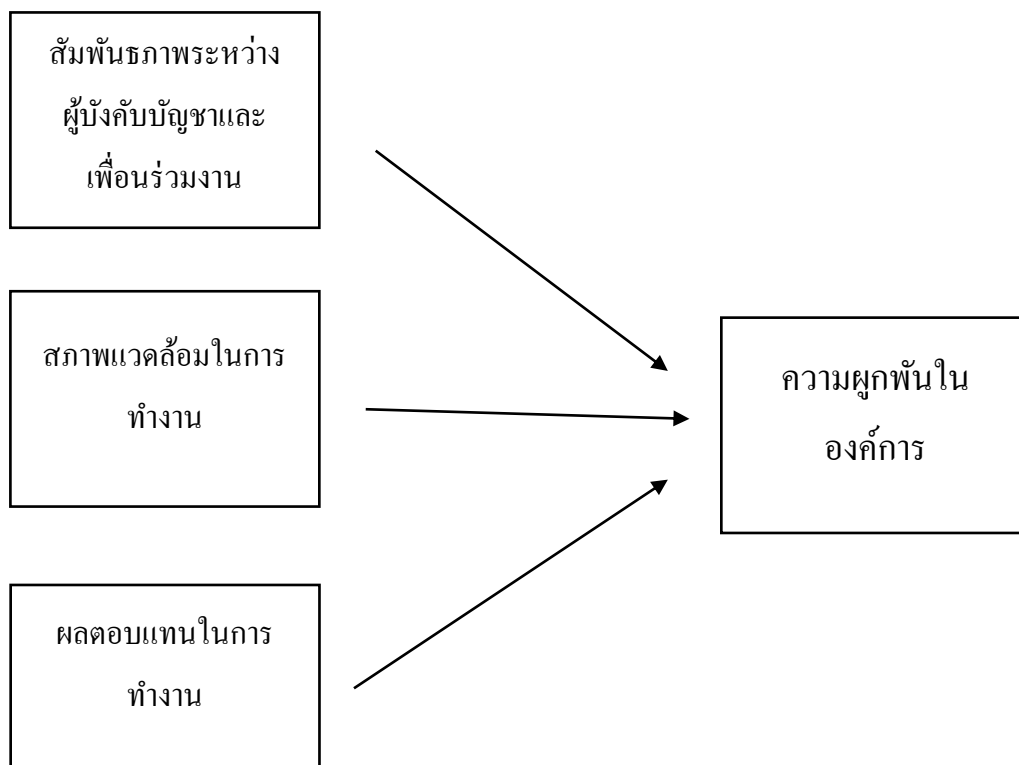 สัมพันธภาพระหว่าง
ผู้บังคับบัญชาและ
เพื่อนร่วมงาน
สภาพแวดล้อมในการ
ทำงาน
ความผูกพันใน
องค์การ
ผลตอบแทนในการ
ทำงาน